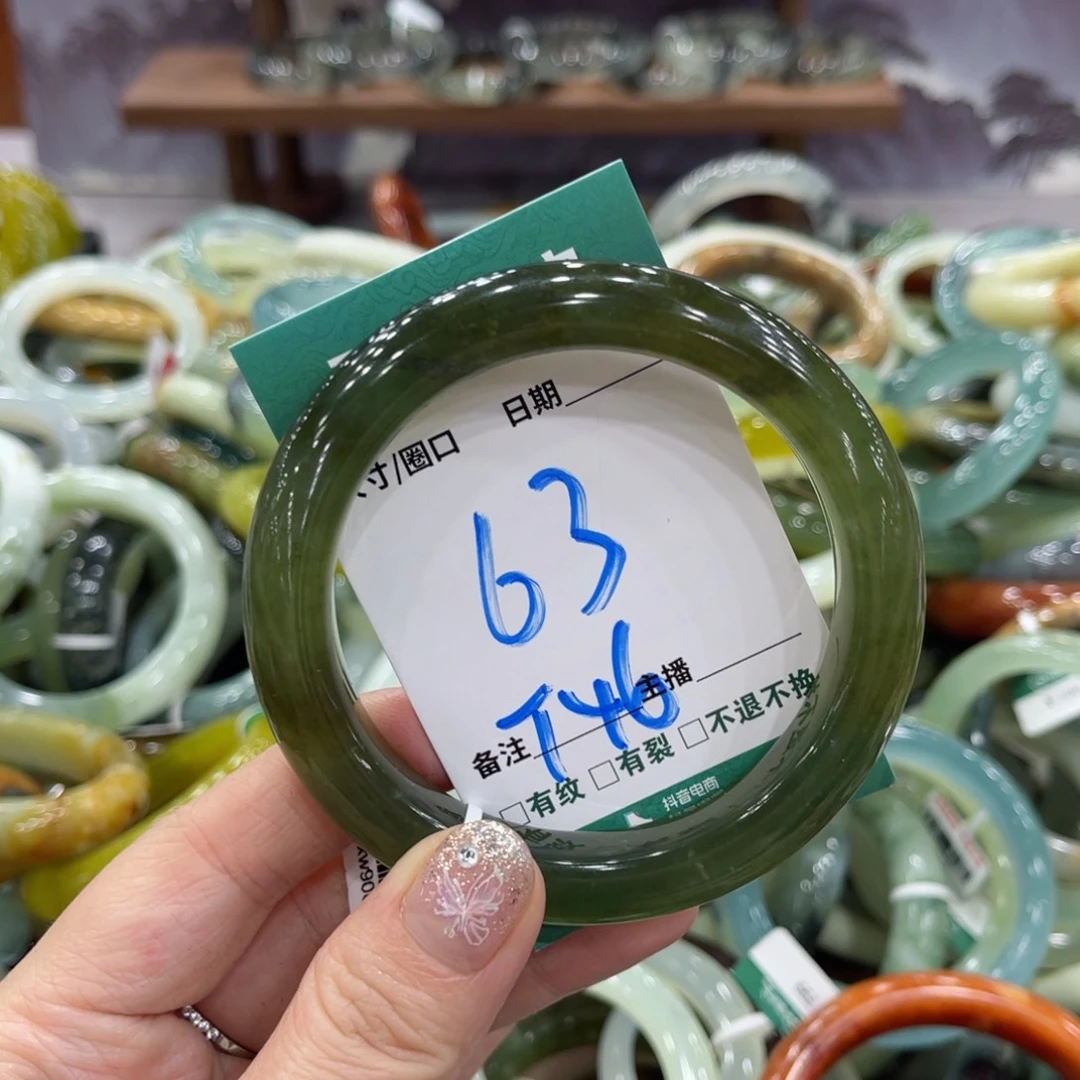 日期
寸/圈口
63
T46
主播
备注
有纹 有裂 不退不换
抖音电商